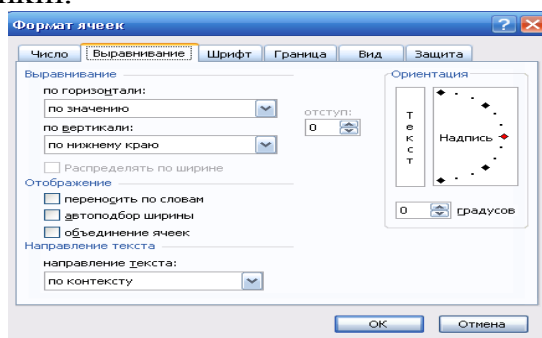 Формат ячеек
Число Выравнивание Шрифт Граница Вид Защита
Выравнивание
по горизонтали:
по значению
отступ:
0
по вертикали:
по нижнему краю
Распределять по ширине
Отображение
переносить по словам
автоподбор ширины
объединение ячеек
Направление текста
направление текста:
по контексту
Ориентация
Текст
Надпись
0 градусов
ОК Отмена